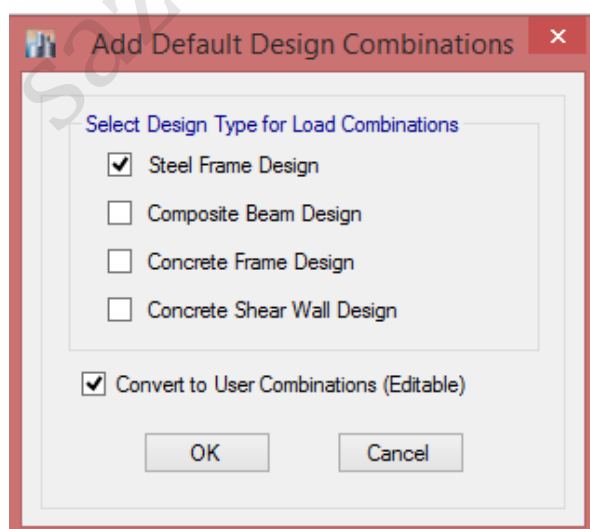 Add Default Design Combinations
Select Design Type for Load Combinations
Steel Frame Design
Composite Beam Design
Concrete Frame Design
Concrete Shear Wall Design
Convert to User Combinations (Editable)
OK Cancel